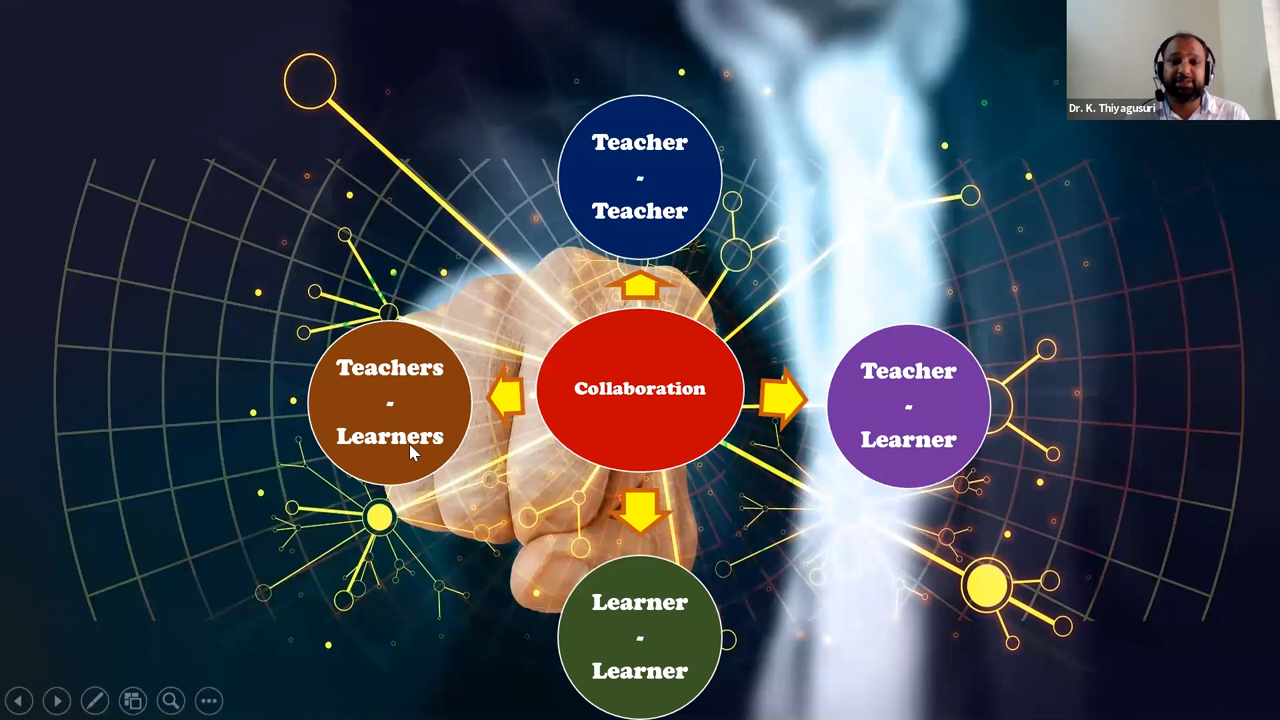 Dr. K. Thiyagusuri
Teacher
-
Teacher
Teachers
-
Learners
Collaboration
Teacher
-
Learner
Learner
-
Learner